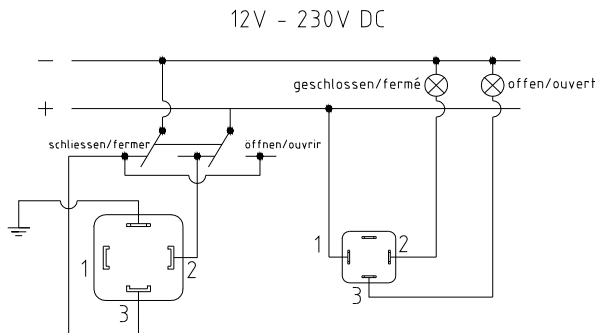 12V - 230V DC
−
geschlossen/fermé
offen/ouvert
+
schliessen/fermer
öffnen/ouvrir
1
2
3
1
2
3